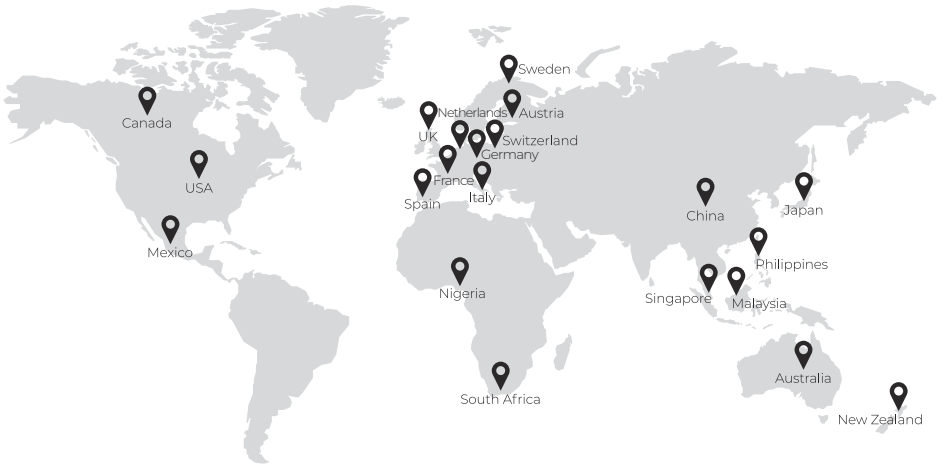 Sweden
Canada
Netherlands
Austria
UK
Switzerland
Germany
USA
France
Italy
Spain
China
Japan
Mexico
Philippines
Nigeria
Singapore
Malaysia
Australia
South Africa
New Zealand